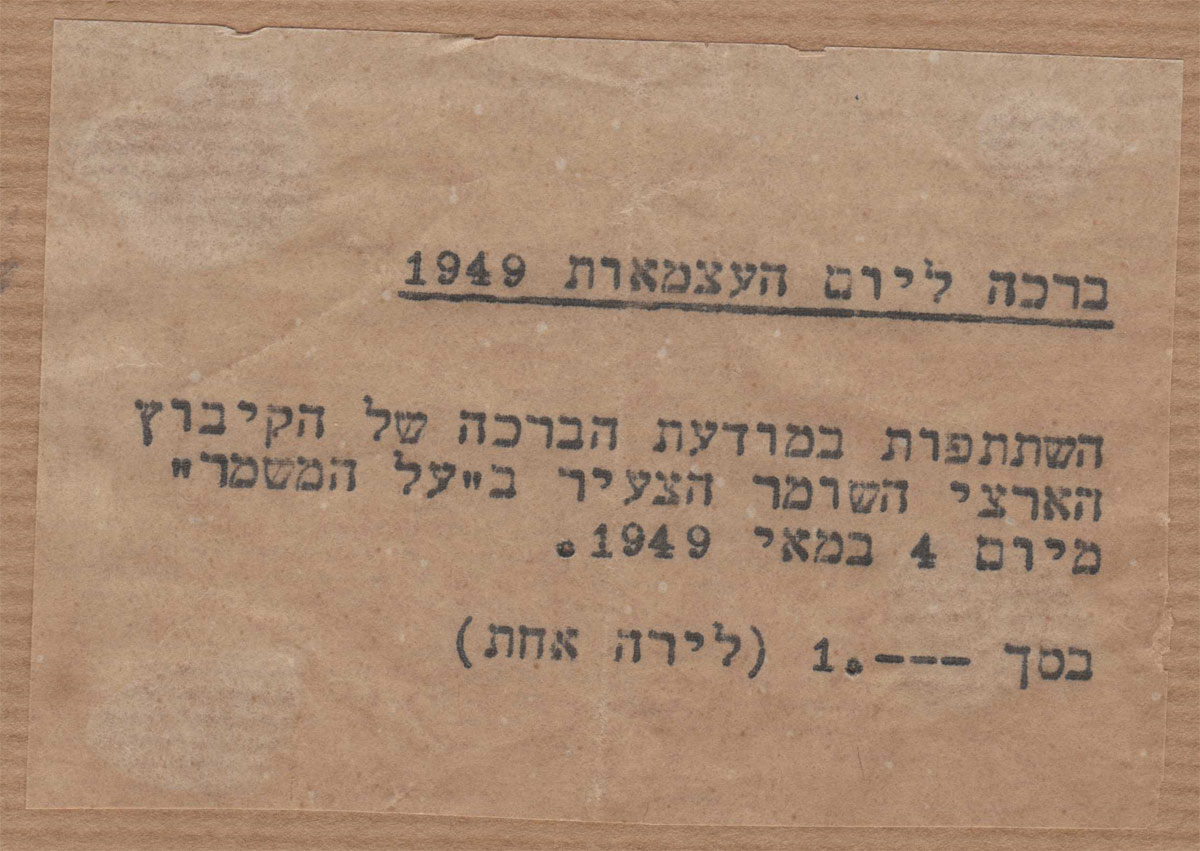 ברכה ליום העצמאות 1949
השתתפות במודעת הברכה של הקיבוץ
הארצי השומר הצעיר ב"על המשמר"
מיום 4 במאי 1949.
בסך ---.1 (לירה אחת)